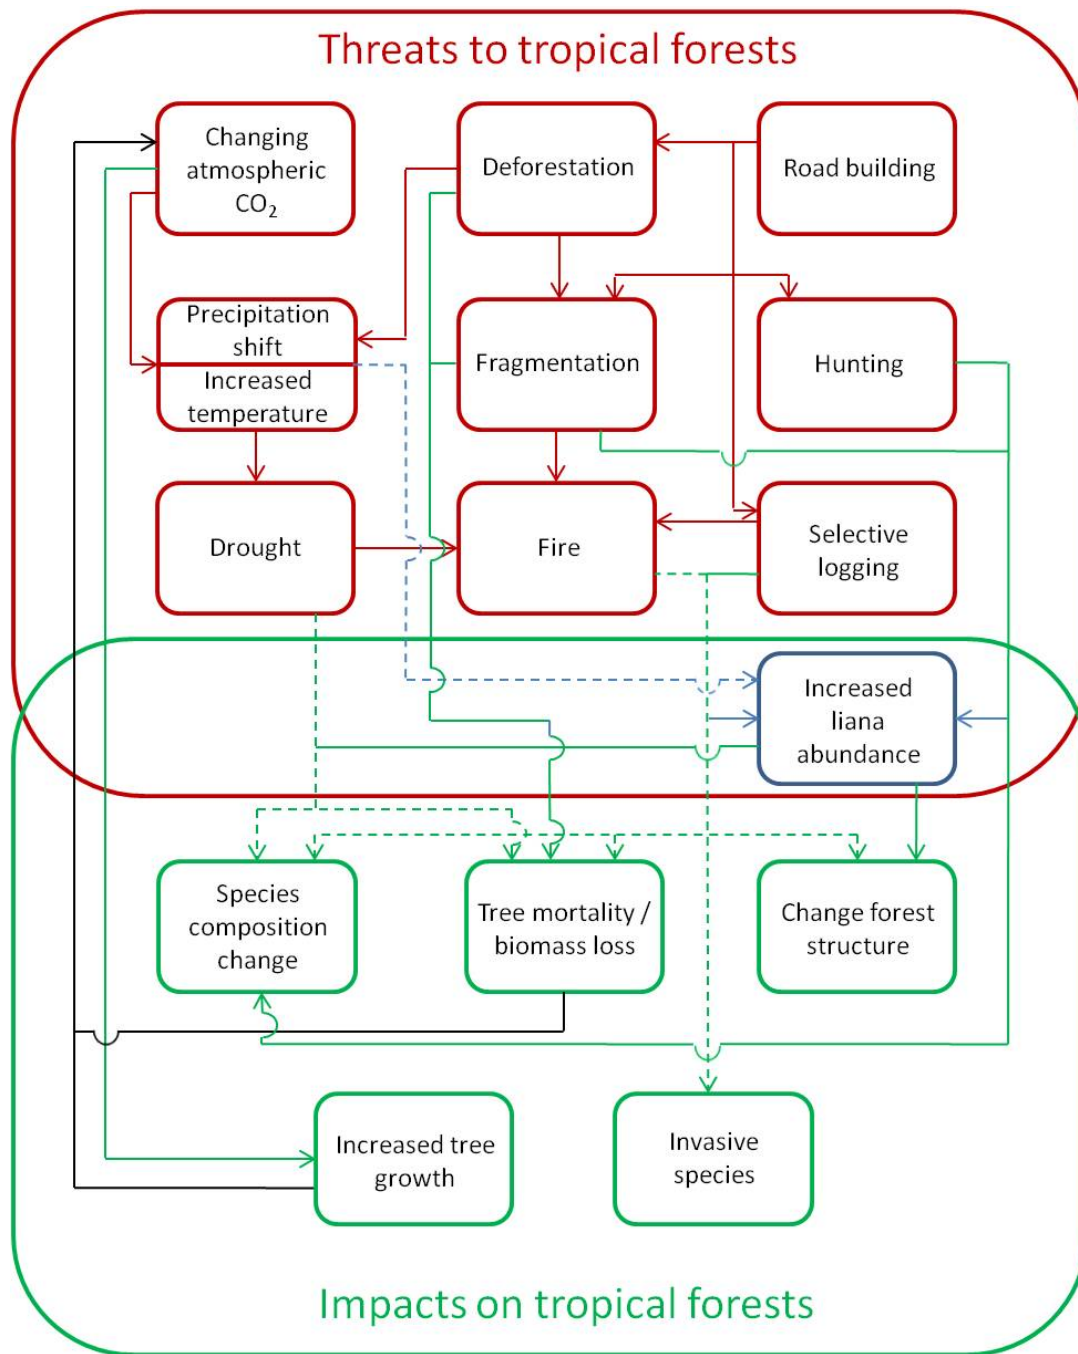 Threats to tropical forests
Changing
atmospheric
CO₂
Deforestation
Road building
Precipitation
shift
Increased
temperature
Fragmentation
Hunting
Drought
Fire
Selective
logging
Increased
liana
abundance
Species
composition
change
Tree mortality /
biomass loss
Change forest
structure
Increased tree
growth
Invasive
species
Impacts on tropical forests